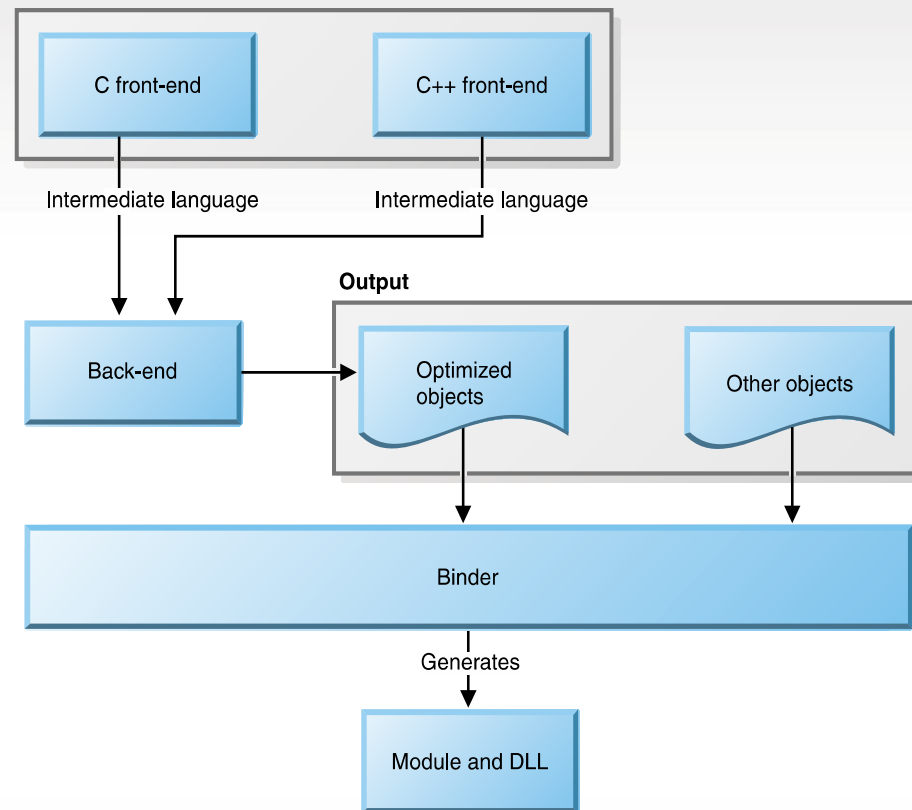 C front-end
C++ front-end
Intermediate language
Intermediate language
Output
Back-end
Optimized
objects
Other objects
Binder
Generates
Module and DLL